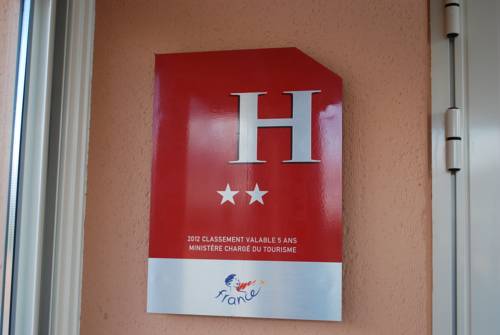 H
2012 CLASSEMENT VALABLE 5 ANS
MINISTÈRE CHARGÉ DU TOURISME
france